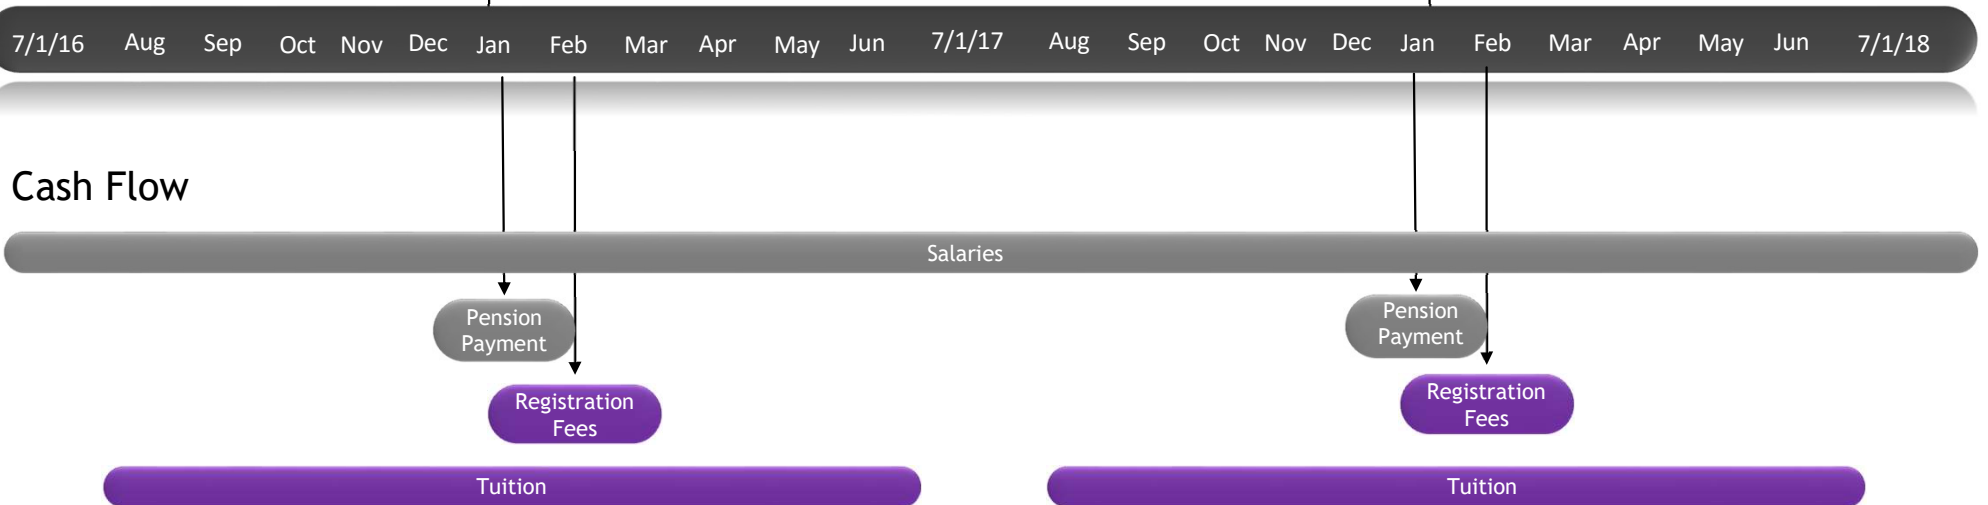 7/1/16 Aug Sep Oct Nov Dec Jan Feb Mar Apr May Jun 7/1/17 Aug Sep Oct Nov Dec Jan Feb Mar Apr May Jun 7/1/18
Cash Flow
Salaries
Pension
Payment
Pension
Payment
Registration
Fees
Registration
Fees
Tuition
Tuition